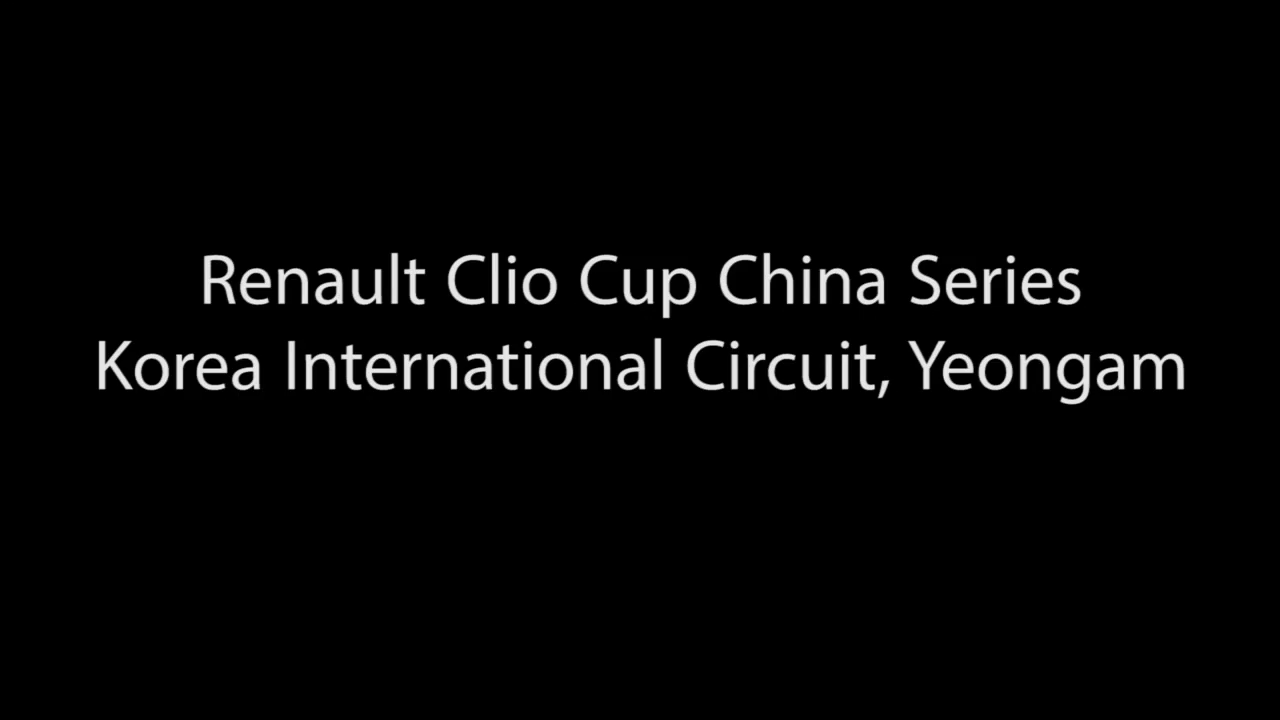 Renault Clio Cup China Series
Korea International Circuit, Yeongam